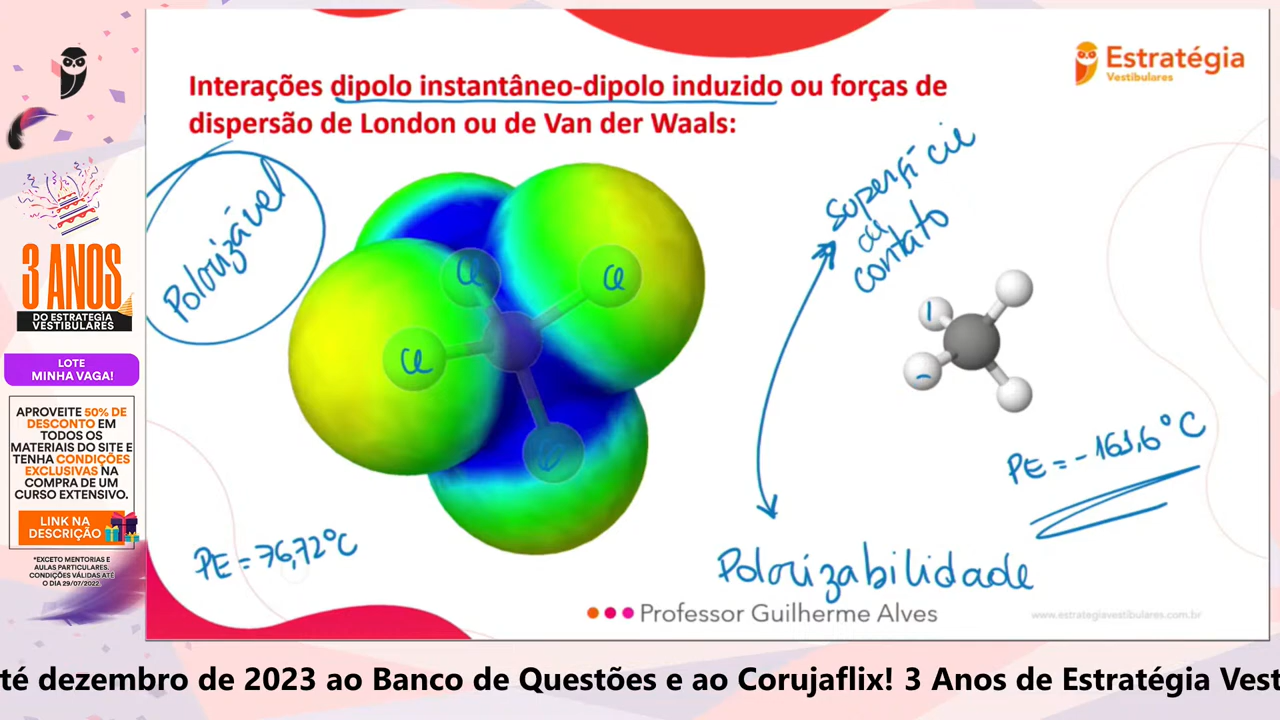 3 ANOS
DO ESTRATEGIA
VESTIBULARES
LOTE
MINHA VAGA!
APROVEITE 50% DE
DESCONTO EM
TODOS OS
MATERIAIS DO SITE E
TENHA CONDIÇÕES
EXCLUSIVAS NA
COMPRA DE UM
CURSO EXTENSIVO.
LINK NA
DESCRIÇÃO
*EXCETO MENTORIAS E
AULAS PARTICULARES.
CONDIÇÕES VÁLIDAS ATÉ
O DIA 29/07/2022.
Estratégia
Vestibulares
Interações dipolo instantâneo-dipolo induzido ou forças de
dispersão de London ou de Van der Waals:
Polarizável
Superfície
de
contato
Cl
Cl
Cl
PE = -161,6°C
PE = 76,72°C
Polarizabilidade
Professor Guilherme Alves
www.estrategiavestibulares.com.br
té dezembro de 2023 ao Banco de Questões e ao Corujaflix! 3 Anos de Estratégia Vest